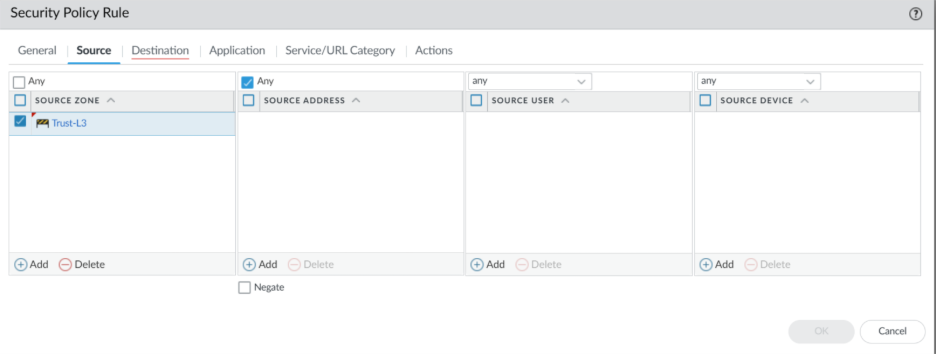 Security Policy Rule
General Source Destination Application Service/URL Category Actions
Any Any any any
SOURCE ZONE SOURCE ADDRESS SOURCE USER SOURCE DEVICE
Trust-L3
Add Delete Add Delete Add Delete Add Delete
Negate
OK Cancel